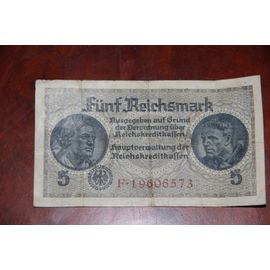 Fünf Reichsmark
Ausgegeben auf Grund
der Verordnung über
Reichskreditkassen
Hauptverwaltung der
Reichskreditkassen
5 5
F·19606573